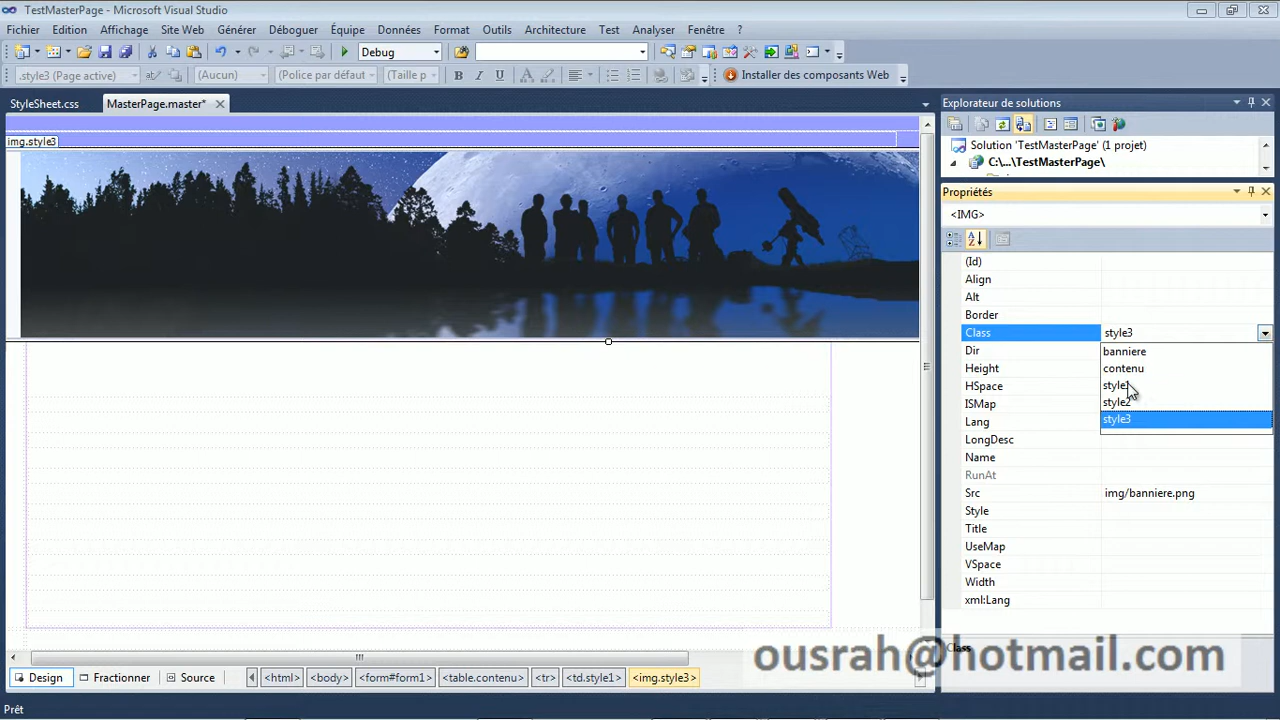 TestMasterPage - Microsoft Visual Studio
Fichier Edition Affichage Site Web Générer Déboguer Équipe Données Format Outils Architecture Test Analyser Fenêtre ?
Debug
.style3 (Page active) (Aucun) (Police par défaut (Taille p B I U A Installer des composants Web
StyleSheet.css MasterPage.master*
Explorateur de solutions
img.style3
Solution 'TestMasterPage' (1 projet)
C:\...\TestMasterPage\
Propriétés
<IMG>
(Id)
Align
Alt
Border
Class style3
Dir banniere
Height contenu
HSpace style1
ISMap style2
Lang style3
LongDesc
Name
RunAt
Src img/banniere.png
Style
Title
UseMap
VSpace
Width
xml:Lang
Class
ousrah@hotmail.com
Design Fractionner Source <html> <body> <form#form1> <table.contenu> <tr> <td.style1> <img.style3>
Prêt